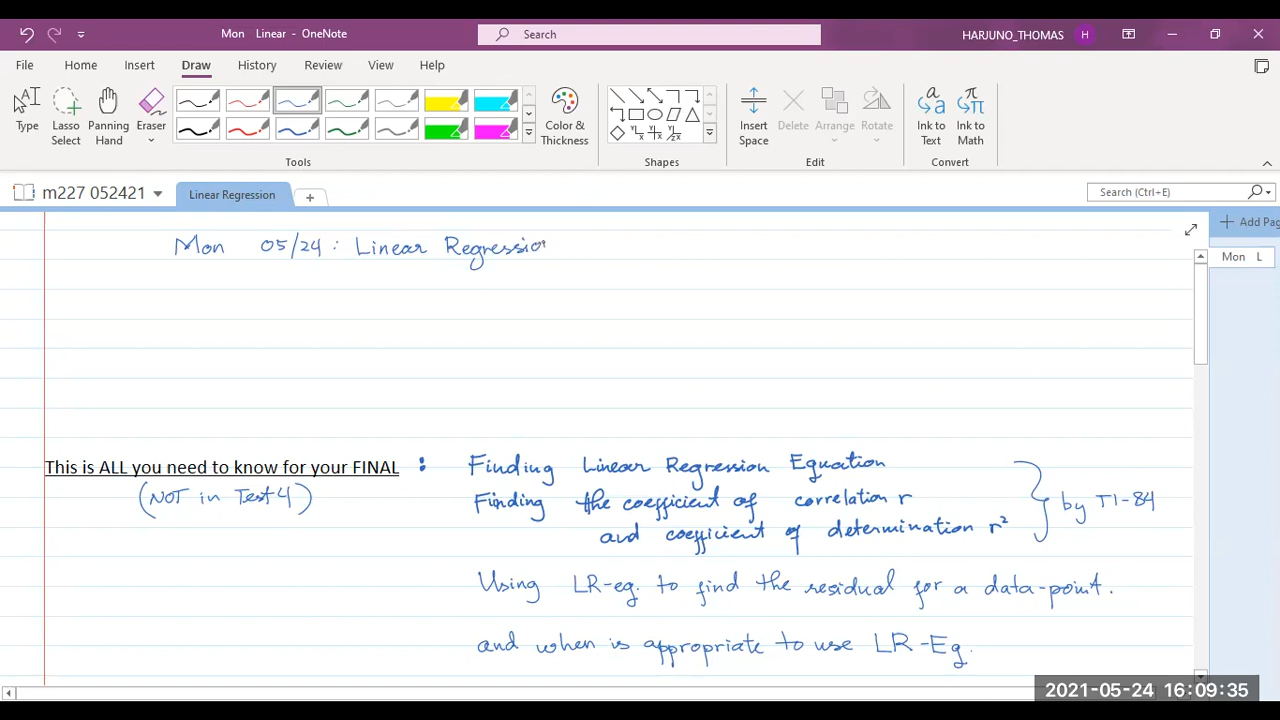 Mon Linear - OneNote
Search
HARJUNO_THOMAS
H
File Home Insert Draw History Review View Help
Type
Lasso Select
Panning Hand
Eraser
Color & Thickness
Insert Space
Delete
Arrange
Rotate
Ink to Text
Ink to Math
Tools
Shapes
Edit
Convert
m227 052421
Linear Regression
Search (Ctrl+E)
Add Pag
Mon L
Mon 05/24 : Linear Regression
This is ALL you need to know for your FINAL : Finding Linear Regression Equation
(NOT in Test 4) Finding the coefficient of correlation r
and coefficient of determination r²
by TI-84
Using LR-eq. to find the residual for a data-point.
and when is appropriate to use LR-Eq.
2021-05-24 16:09:35